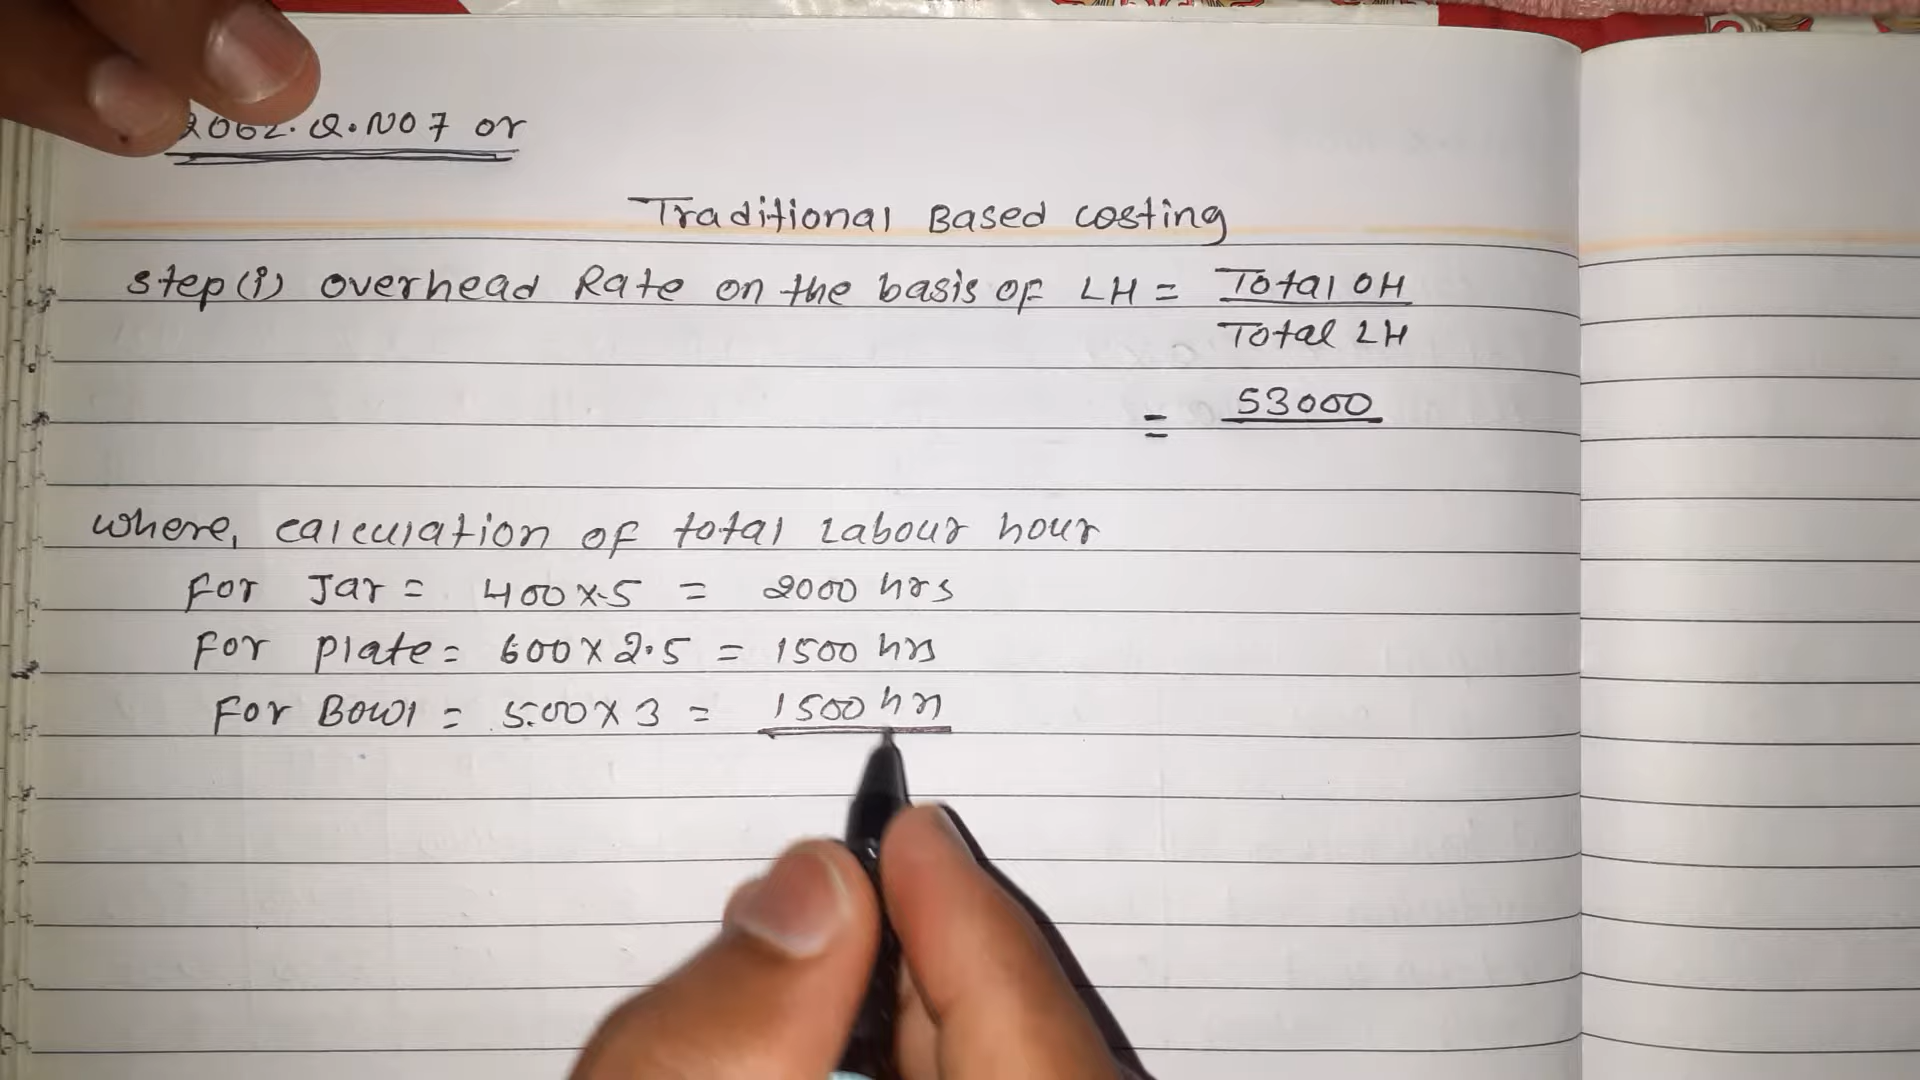 2062. Q.NO 7 or
Traditional Based costing
step(i) overhead Rate on the basis of LH = Total OH
Total LH
= 53000
where, calculation of total Labour hour
For Jar = 400×5 = 2000 hrs
For plate = 600×2.5 = 1500 hrs
For Bowl = 500×3 = 1500 hrs